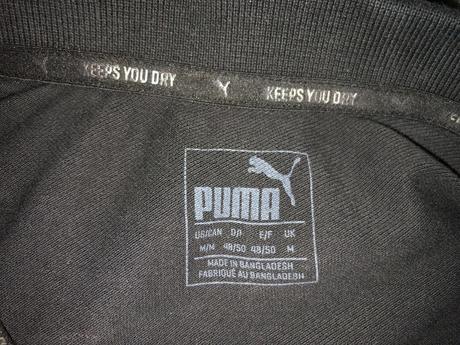 KEEPS YOU DRY Y KEEPS YOU DRY
PUMA
US/CAN D/I E/F UK
M/M 48/50 48/50 M
MADE IN BANGLADESH
FABRIQUÉ AU BANGLADESH